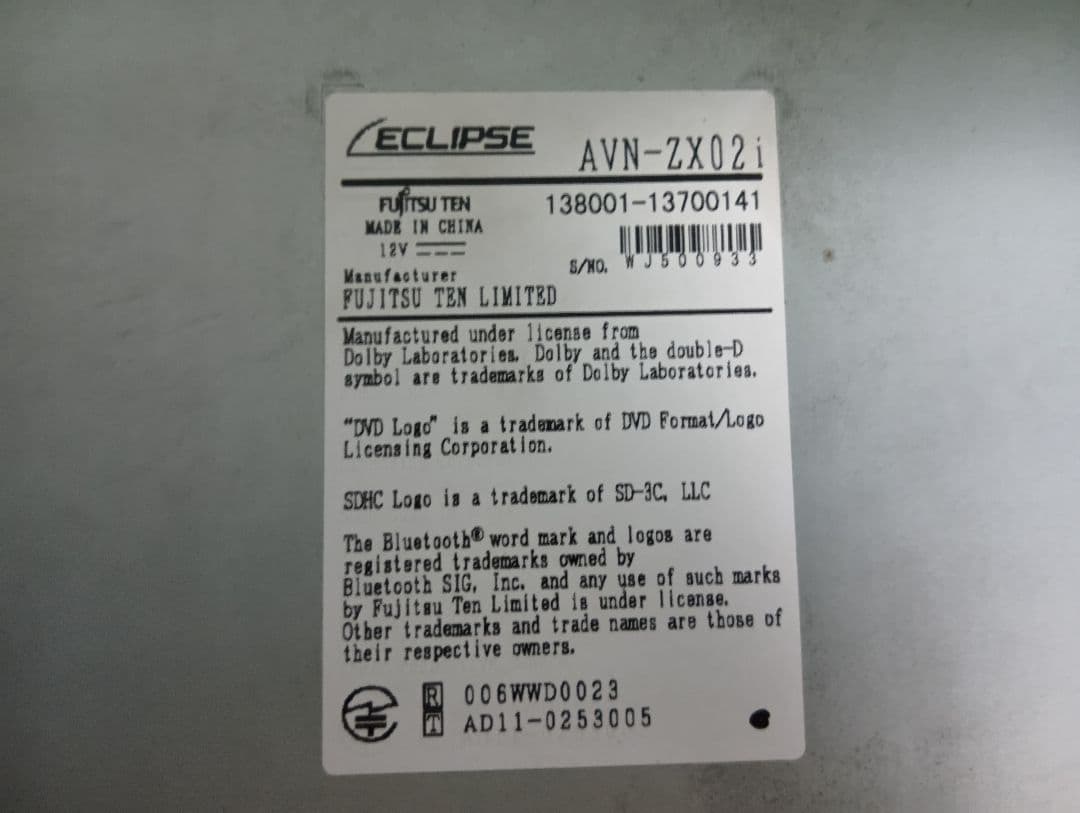 ECLIPSE AVN-ZX02i
FUJITSU TEN 138001-13700141
MADE IN CHINA
12V
S/NO. WJ500933
Manufacturer
FUJITSU TEN LIMITED
Manufactured under license from
Dolby Laboratories. Dolby and the double-D
symbol are trademarks of Dolby Laboratories.
"DVD Logo" is a trademark of DVD Format/Logo
Licensing Corporation.
SDHC Logo is a trademark of SD-3C, LLC
The Bluetooth® word mark and logos are
registered trademarks owned by
Bluetooth SIG, Inc. and any use of such marks
by Fujitsu Ten Limited is under license.
Other trademarks and trade names are those of
their respective owners.
R 006WWD0023
T AD11-0253005